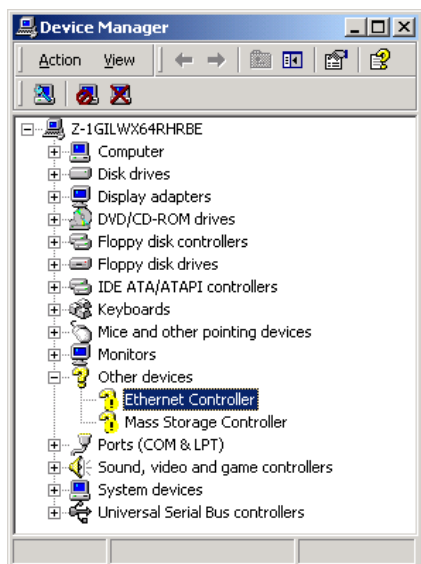 Device Manager
Action View
Z-1GILWX64RHRBE
Computer
Disk drives
Display adapters
DVD/CD-ROM drives
Floppy disk controllers
Floppy disk drives
IDE ATA/ATAPI controllers
Keyboards
Mice and other pointing devices
Monitors
Other devices
Ethernet Controller
Mass Storage Controller
Ports (COM & LPT)
Sound, video and game controllers
System devices
Universal Serial Bus controllers